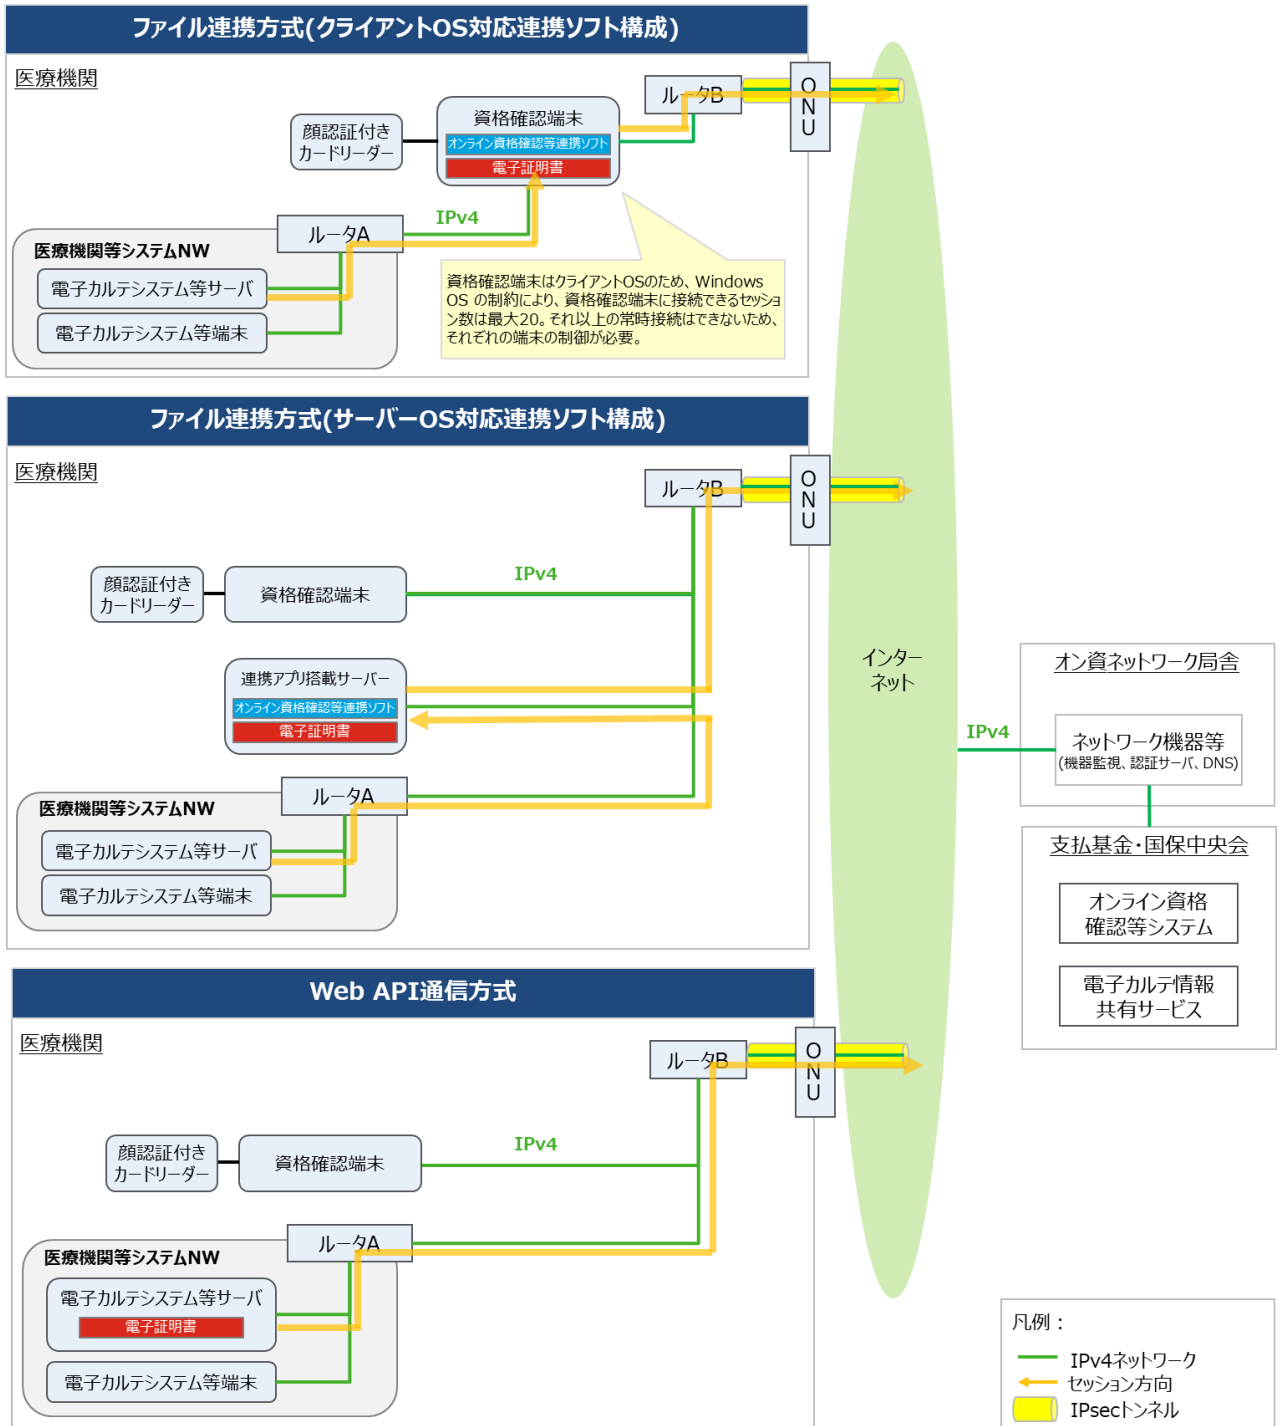 ファイル連携方式(クライアントOS対応連携ソフト構成)
医療機関
ルータB
ONU
顔認証付き
カードリーダー
資格確認端末
オンライン資格確認等連携ソフト
電子証明書
IPv4
ルータA
医療機関等システムNW
電子カルテシステム等サーバ
電子カルテシステム等端末
資格確認端末はクライアントOSのため、Windows
OS の制約により、資格確認端末に接続できるセッショ
ン数は最大20。それ以上の常時接続はできないため、
それぞれの端末の制御が必要。
ファイル連携方式(サーバーOS対応連携ソフト構成)
医療機関
ルータB
ONU
顔認証付き
カードリーダー
資格確認端末
IPv4
連携アプリ搭載サーバー
オンライン資格確認等連携ソフト
電子証明書
ルータA
医療機関等システムNW
電子カルテシステム等サーバ
電子カルテシステム等端末
インター
ネット
IPv4
オン資ネットワーク局舎
ネットワーク機器等
(機器監視、認証サーバ、DNS)
支払基金・国保中央会
オンライン資格
確認等システム
電子カルテ情報
共有サービス
Web API通信方式
医療機関
ルータB
ONU
顔認証付き
カードリーダー
資格確認端末
IPv4
ルータA
医療機関等システムNW
電子カルテシステム等サーバ
電子証明書
電子カルテシステム等端末
凡例：
IPv4ネットワーク
セッション方向
IPsecトンネル